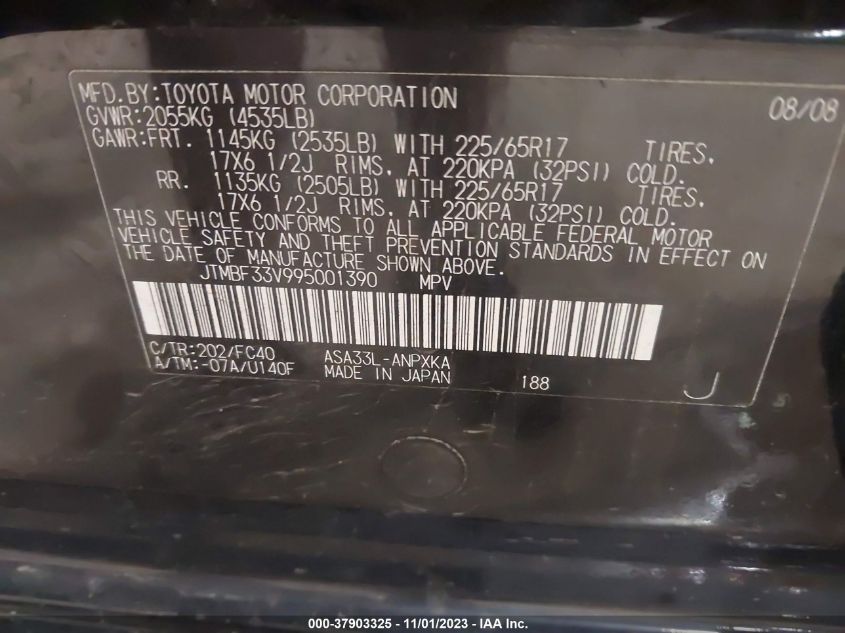 MFD.BY:TOYOTA MOTOR CORPORATION 08/08
GVWR:2055KG (4535LB)
GAWR:FRT. 1145KG (2535LB) WITH 225/65R17 TIRES,
17X6 1/2J RIMS, AT 220KPA (32PSI) COLD.
RR. 1135KG (2505LB) WITH 225/65R17 TIRES,
17X6 1/2J RIMS, AT 220KPA (32PSI) COLD.
THIS VEHICLE CONFORMS TO ALL APPLICABLE FEDERAL MOTOR
VEHICLE SAFETY AND THEFT PREVENTION STANDARDS IN EFFECT ON
THE DATE OF MANUFACTURE SHOWN ABOVE.
JTMBF33V995001390 MPV
C/TR:202/FC40 ASA33L-ANPXKA
A/TM:-07A/U140F MADE IN JAPAN 188 J
000-37903325 - 11/01/2023 - IAA Inc.